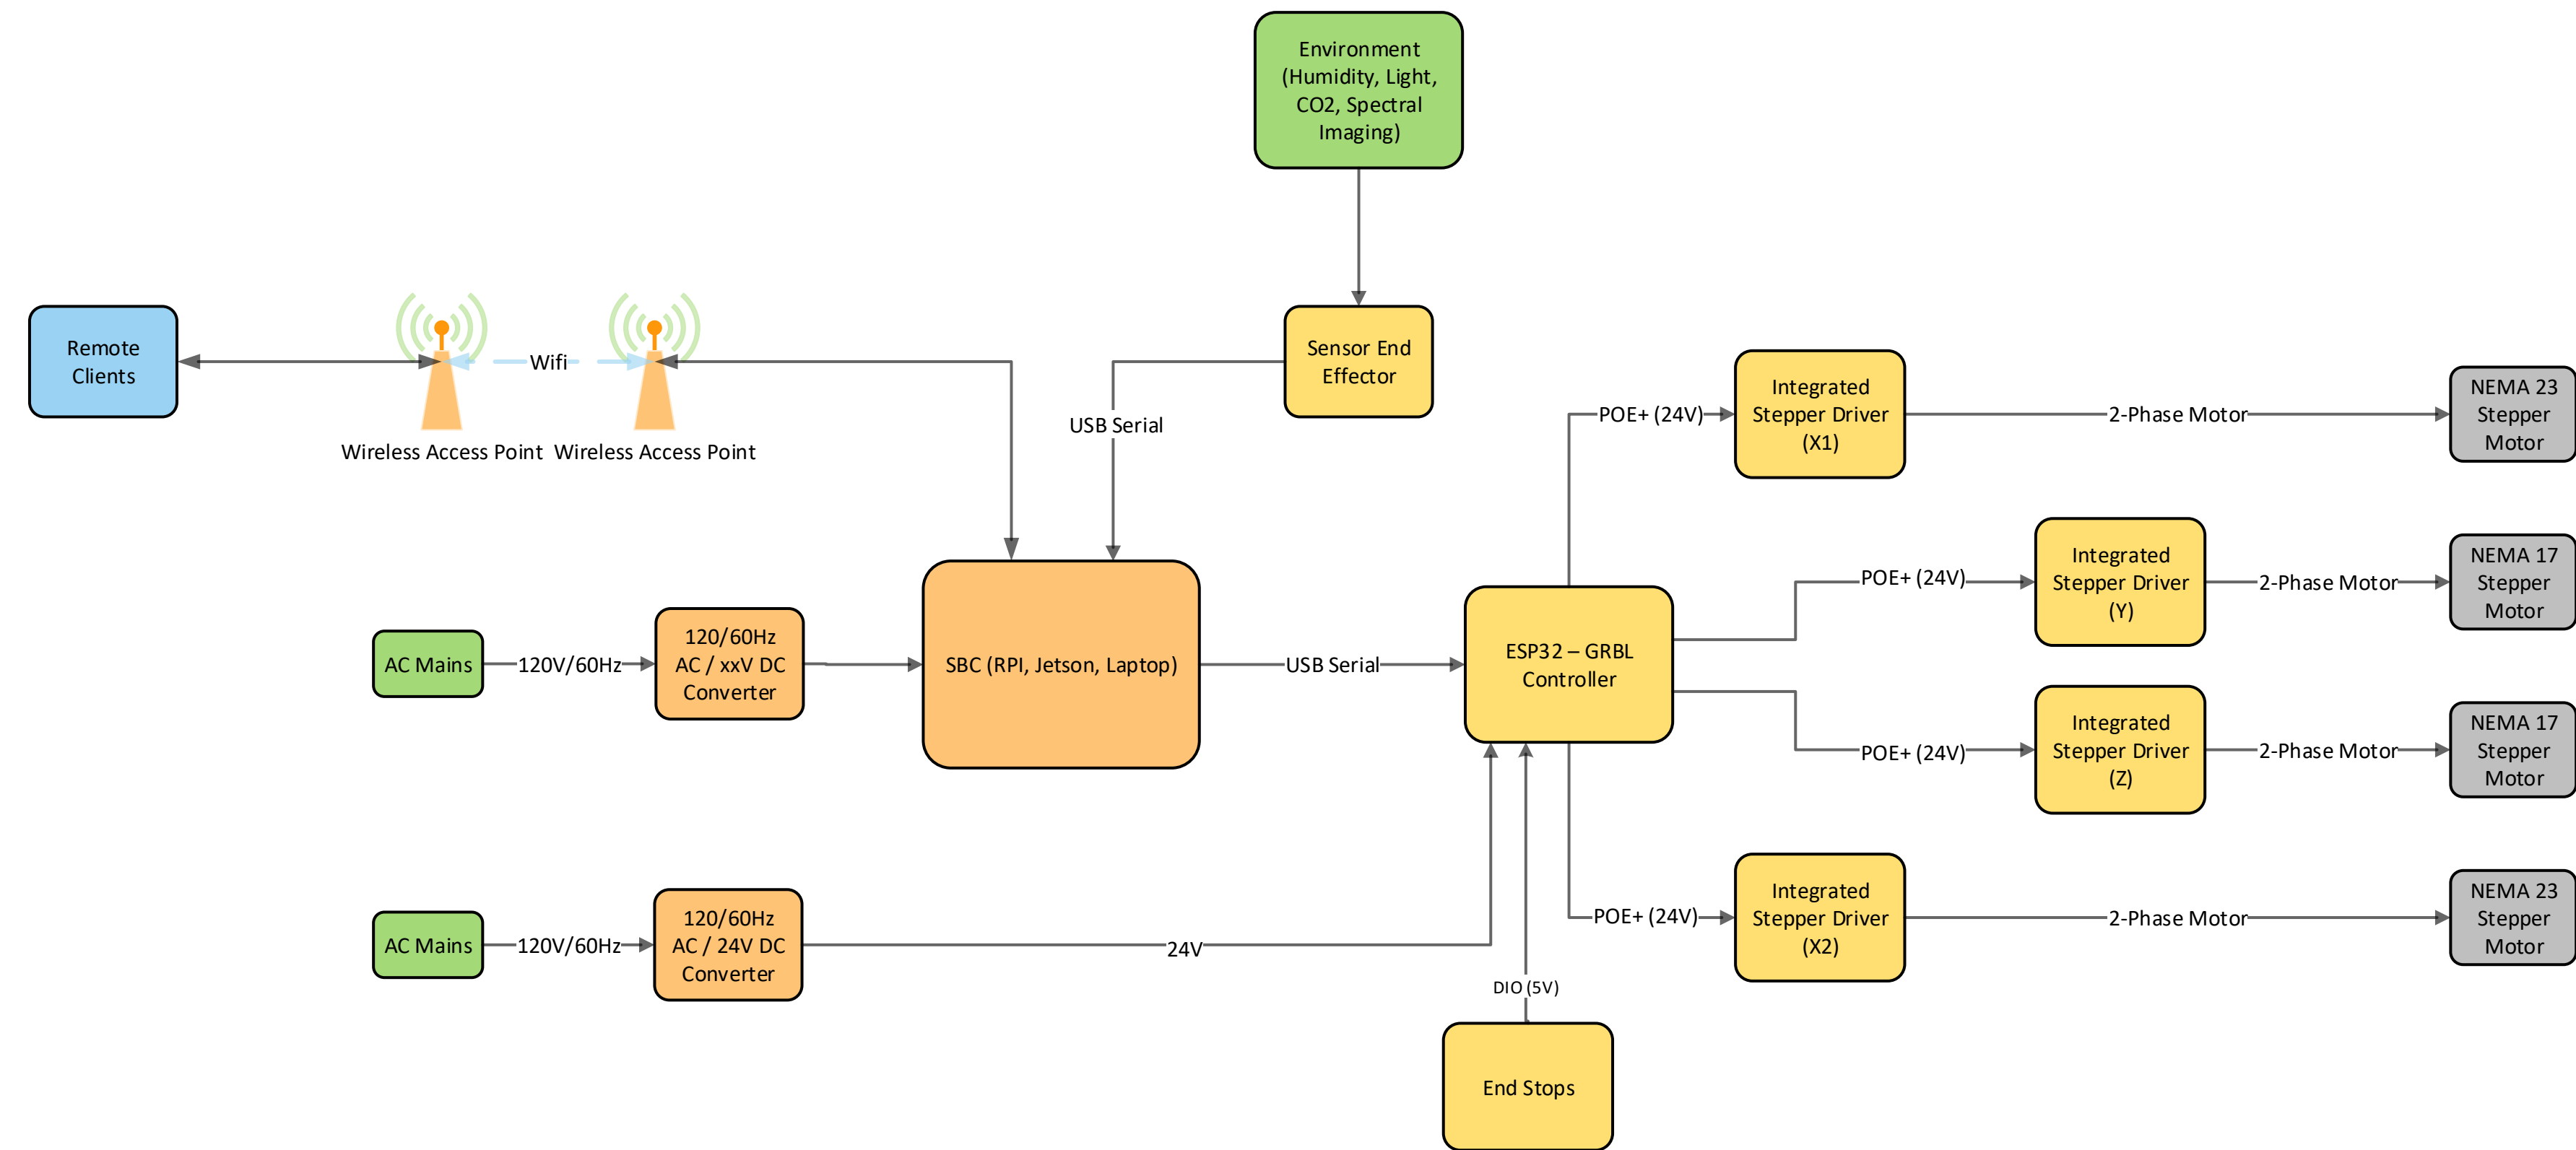 Environment
(Humidity, Light,
CO2, Spectral
Imaging)
Remote
Clients
Wifi
Wireless Access Point
Wireless Access Point
Sensor End
Effector
USB Serial
AC Mains
120V/60Hz
120/60Hz
AC / xxV DC
Converter
SBC (RPI, Jetson, Laptop)
USB Serial
ESP32 – GRBL
Controller
POE+ (24V)
Integrated
Stepper Driver
(X1)
2-Phase Motor
NEMA 23
Stepper
Motor
POE+ (24V)
Integrated
Stepper Driver
(Y)
2-Phase Motor
NEMA 17
Stepper
Motor
POE+ (24V)
Integrated
Stepper Driver
(Z)
2-Phase Motor
NEMA 17
Stepper
Motor
POE+ (24V)
Integrated
Stepper Driver
(X2)
2-Phase Motor
NEMA 23
Stepper
Motor
AC Mains
120V/60Hz
120/60Hz
AC / 24V DC
Converter
24V
DIO (5V)
End Stops